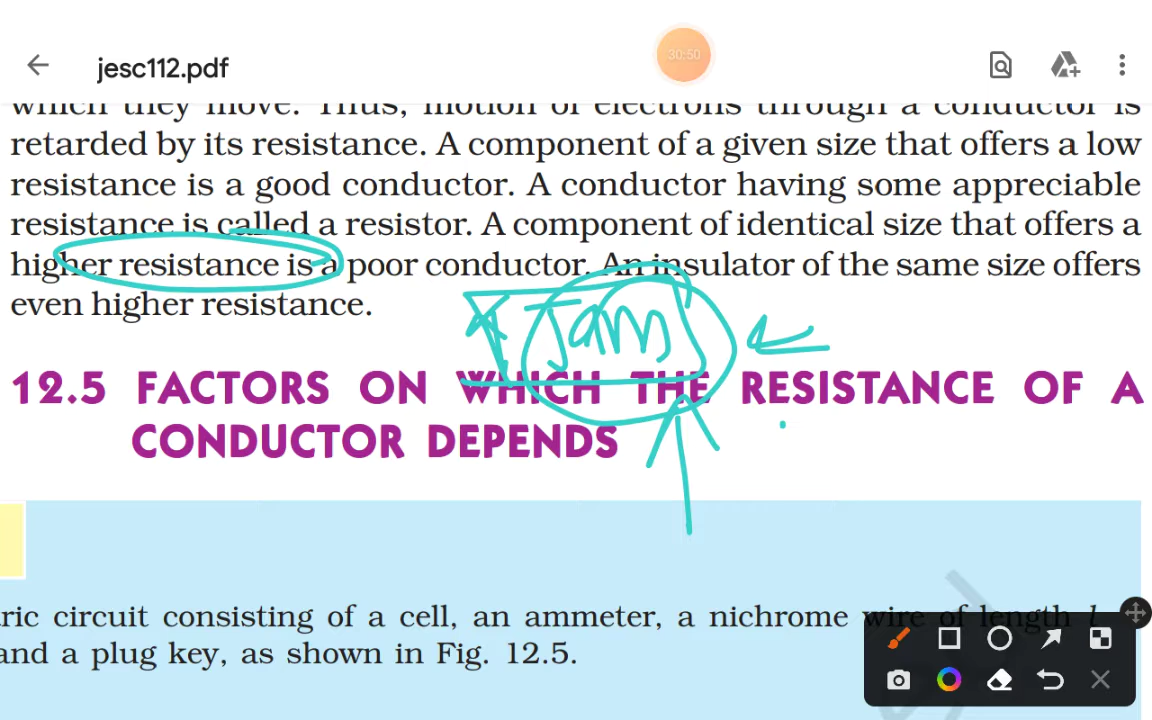 30:50
jesc112.pdf
which they move. Thus, motion of electrons through a conductor is
retarded by its resistance. A component of a given size that offers a low
resistance is a good conductor. A conductor having some appreciable
resistance is called a resistor. A component of identical size that offers a
higher resistance is a poor conductor. An insulator of the same size offers
even higher resistance.
Jam
12.5 FACTORS ON WHICH THE RESISTANCE OF A
CONDUCTOR DEPENDS
ric circuit consisting of a cell, an ammeter, a nichrome wire of length l
and a plug key, as shown in Fig. 12.5.